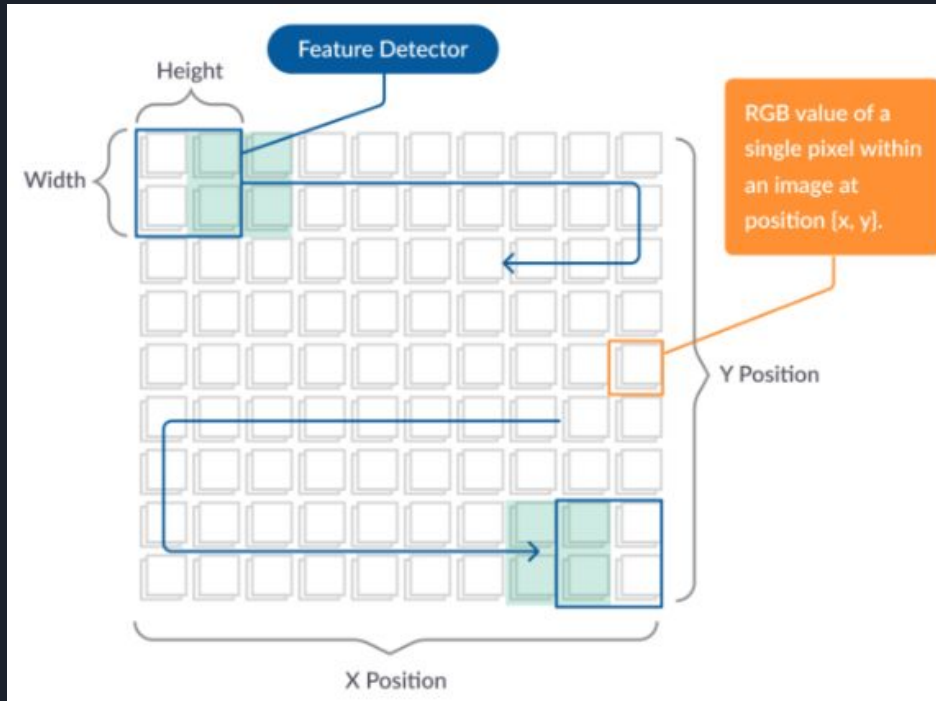 Feature Detector
Height
Width
RGB value of a
single pixel within
an image at
position {x, y}.
Y Position
X Position